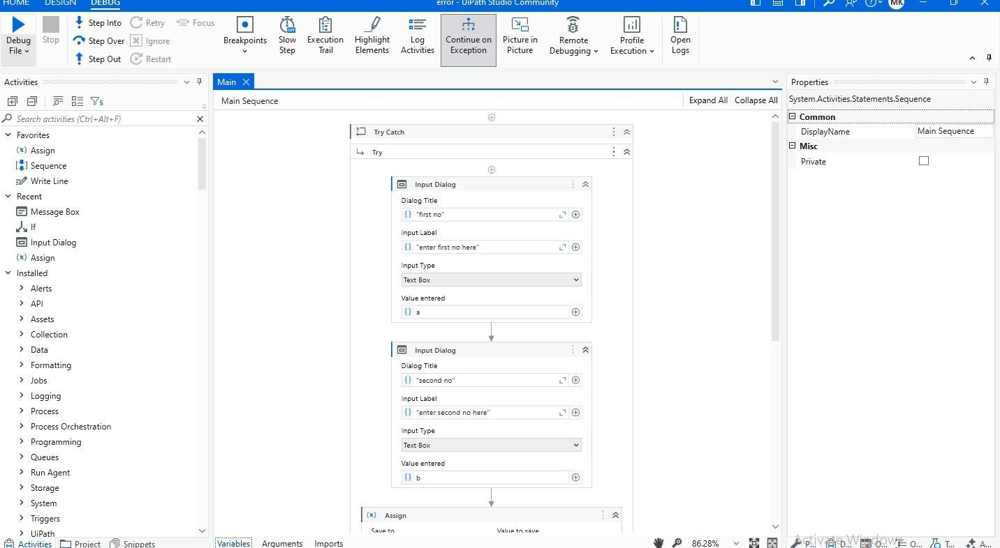 HOME DESIGN DEBUG
error - UiPath Studio Community
MK
Debug File
Stop
Step Into
Step Over
Step Out
Retry
Ignore
Restart
Focus
Breakpoints
Slow Step
Execution Trail
Highlight Elements
Log Activities
Continue on Exception
Picture in Picture
Remote Debugging
Profile Execution
Open Logs
Activities
5
Search activities (Ctrl+Alt+F)
Favorites
Assign
Sequence
Write Line
Recent
Message Box
If
Input Dialog
Assign
Installed
Alerts
API
Assets
Collection
Data
Formatting
Jobs
Logging
Process
Process Orchestration
Programming
Queues
Run Agent
Storage
System
Triggers
UiPath
Activities Project Snippets
Main
Main Sequence
Expand All Collapse All
Try Catch
Try
Input Dialog
Dialog Title
"first no"
Input Label
"enter first no here"
Input Type
Text Box
Value entered
a
Input Dialog
Dialog Title
"second no"
Input Label
"enter second no here"
Input Type
Text Box
Value entered
b
Assign
Save to Value to save
Variables Arguments Imports
86.28%
Properties
System.Activities.Statements.Sequence
Common
DisplayName Main Sequence
Misc
Private
Activate Windows
P... D... O... O... T... A...